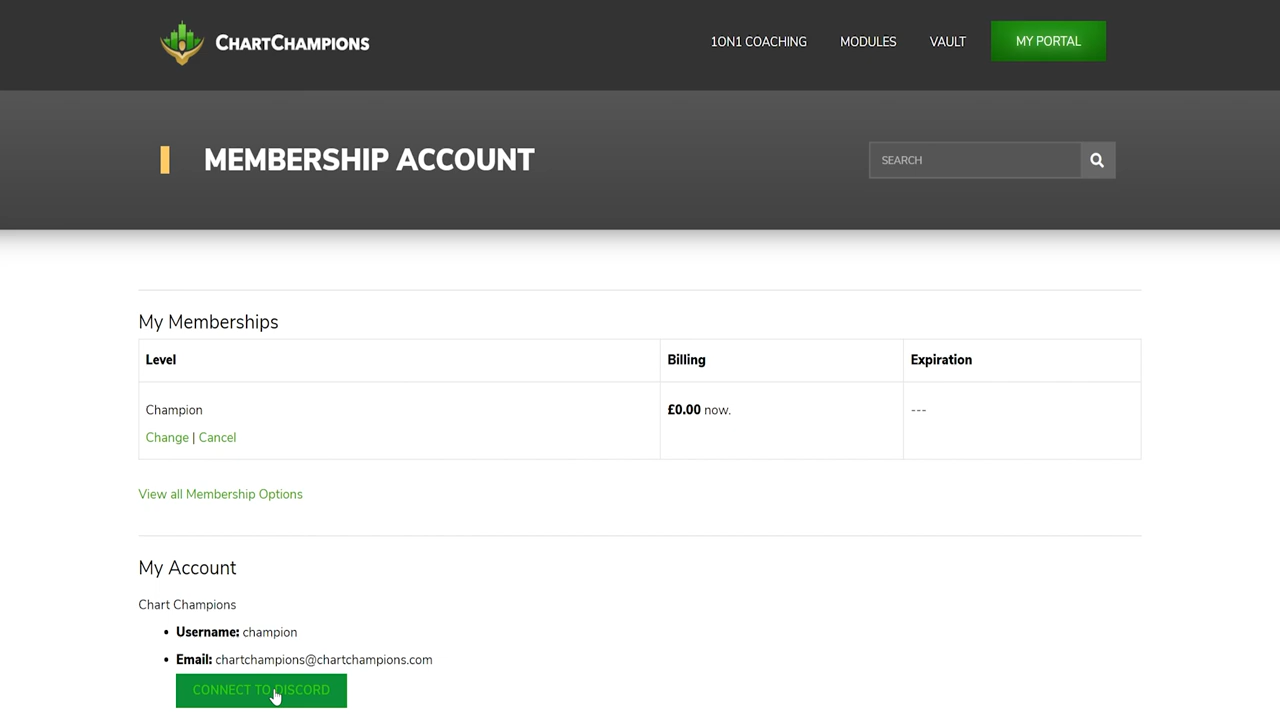 CHARTCHAMPIONS
1ON1 COACHING MODULES VAULT MY PORTAL
MEMBERSHIP ACCOUNT
SEARCH
My Memberships
Level Billing Expiration
Champion £0.00 now. ---
Change | Cancel
View all Membership Options
My Account
Chart Champions
• Username: champion
• Email: chartchampions@chartchampions.com
CONNECT TO DISCORD